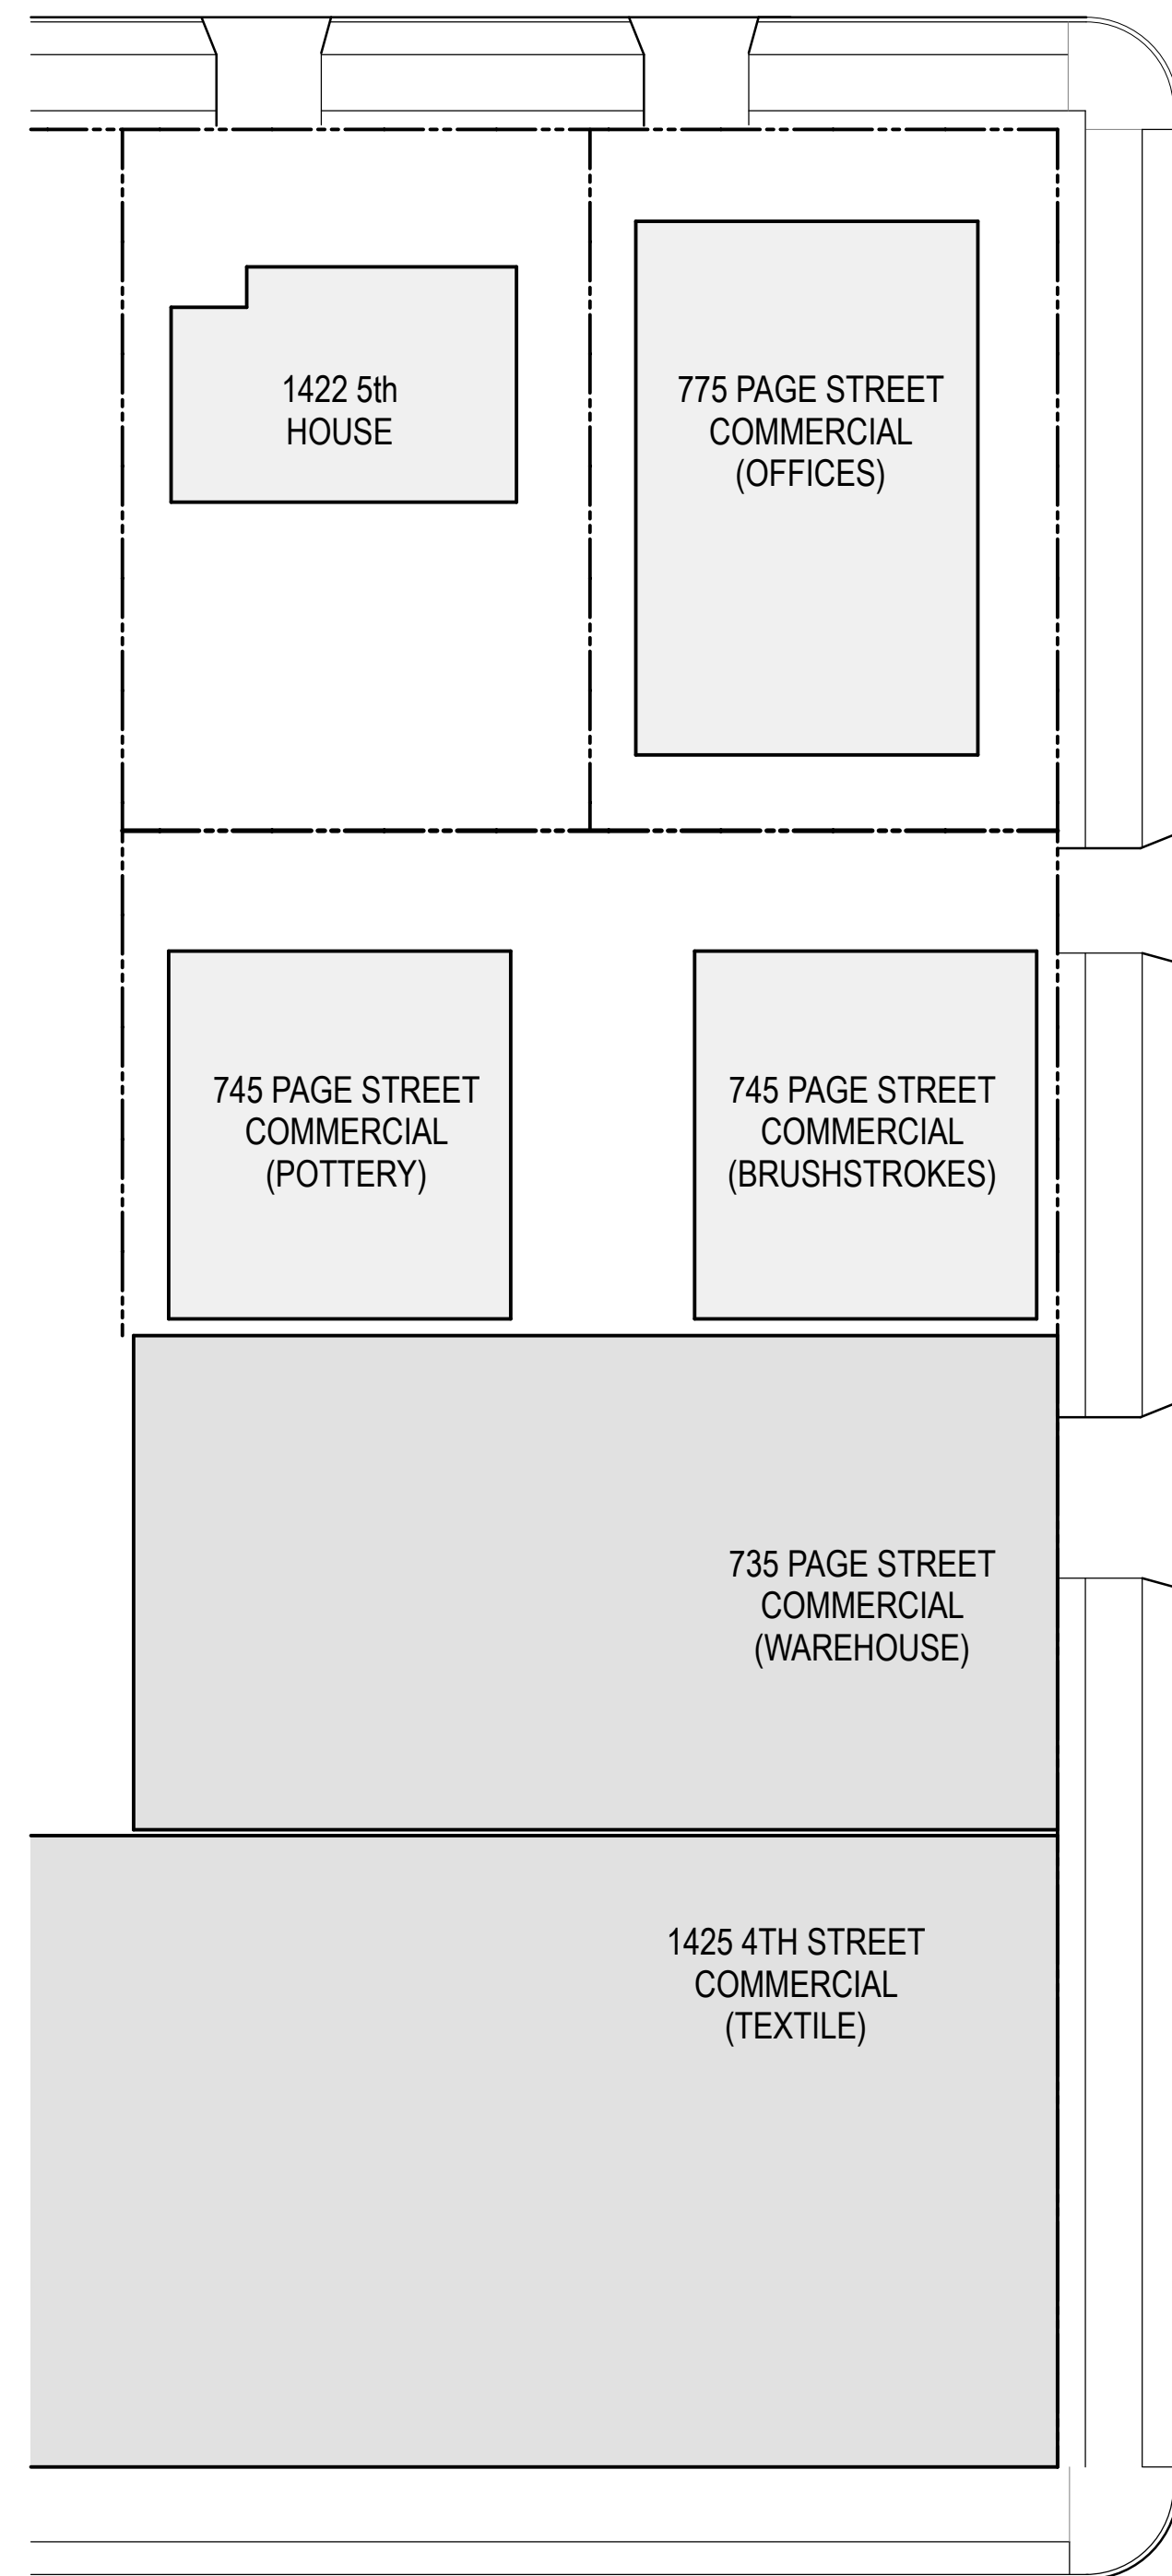 1422 5th
HOUSE
775 PAGE STREET
COMMERCIAL
(OFFICES)
745 PAGE STREET
COMMERCIAL
(POTTERY)
745 PAGE STREET
COMMERCIAL
(BRUSHSTROKES)
735 PAGE STREET
COMMERCIAL
(WAREHOUSE)
1425 4TH STREET
COMMERCIAL
(TEXTILE)